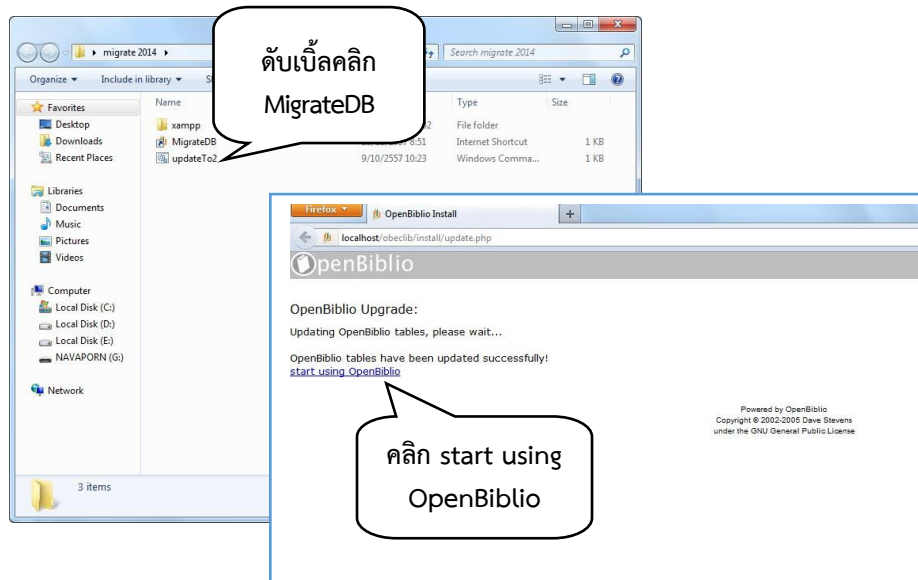 migrate 2014
Search migrate 2014
Organize
Include in library
ดับเบิ้ลคลิก
MigrateDB
Favorites
Desktop
Downloads
Recent Places
Libraries
Documents
Music
Pictures
Videos
Computer
Local Disk (C:)
Local Disk (D:)
Local Disk (E:)
NAVAPORN (G:)
Network
Name Type Size
xampp File folder
MigrateDB 8:51 Internet Shortcut 1 KB
updateTo2 9/10/2557 10:23 Windows Comma... 1 KB
3 items
Firefox
OpenBiblio Install
localhost/obeclib/install/update.php
OpenBiblio
OpenBiblio Upgrade:
Updating OpenBiblio tables, please wait...
OpenBiblio tables have been updated successfully!
start using OpenBiblio
คลิก start using
OpenBiblio
Powered by OpenBiblio
Copyright © 2002-2005 Dave Stevens
under the GNU General Public License